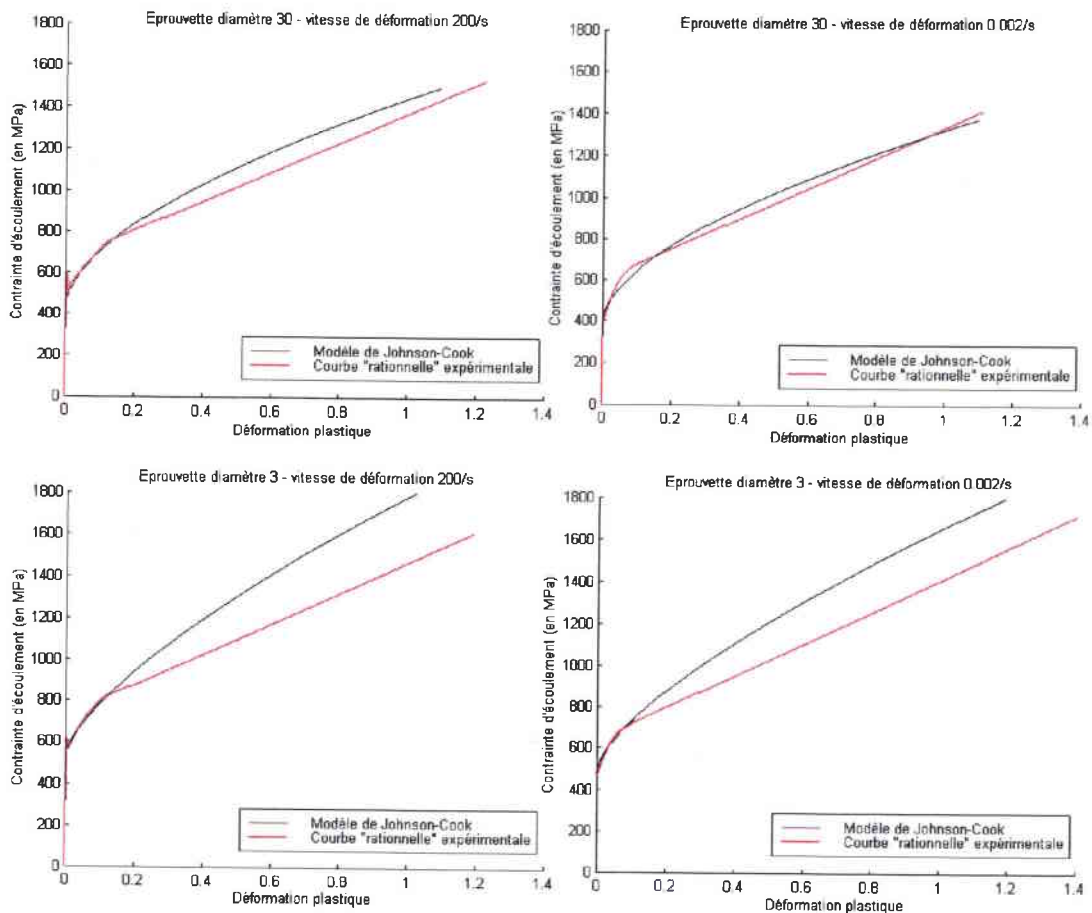 Eprouvette diamètre 30 - vitesse de déformation 200/s
1800
1600
1400
1200
1000
800
600
400
200
0
Contrainte d'écoulement (en MPa)
Modèle de Johnson-Cook
Courbe "rationnelle" expérimentale
0 0.2 0.4 0.6 0.8 1 1.2 1.4
Déformation plastique
Eprouvette diamètre 30 - vitesse de déformation 0.002/s
1800
1600
1400
1200
1000
800
600
400
200
0
Contrainte d'écoulement (en MPa)
Modèle de Johnson-Cook
Courbe "rationnelle" expérimentale
0 0.2 0.4 0.6 0.8 1 1.2 1.4
Déformation plastique
Eprouvette diamètre 3 - vitesse de déformation 200/s
1800
1600
1400
1200
1000
800
600
400
200
0
Contrainte d'écoulement (en MPa)
Modèle de Johnson-Cook
Courbe "rationnelle" expérimentale
0 0.2 0.4 0.6 0.8 1 1.2 1.4
Déformation plastique
Eprouvette diamètre 3 - vitesse de déformation 0.002/s
1800
1600
1400
1200
1000
800
600
400
200
0
Contrainte d'écoulement (en MPa)
Modèle de Johnson-Cook
Courbe "rationnelle" expérimentale
0 0.2 0.4 0.6 0.8 1 1.2 1.4
Déformation plastique